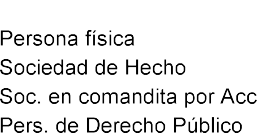 Persona física
Sociedad de Hecho
Soc. en comandita por Acc
Pers. de Derecho Público